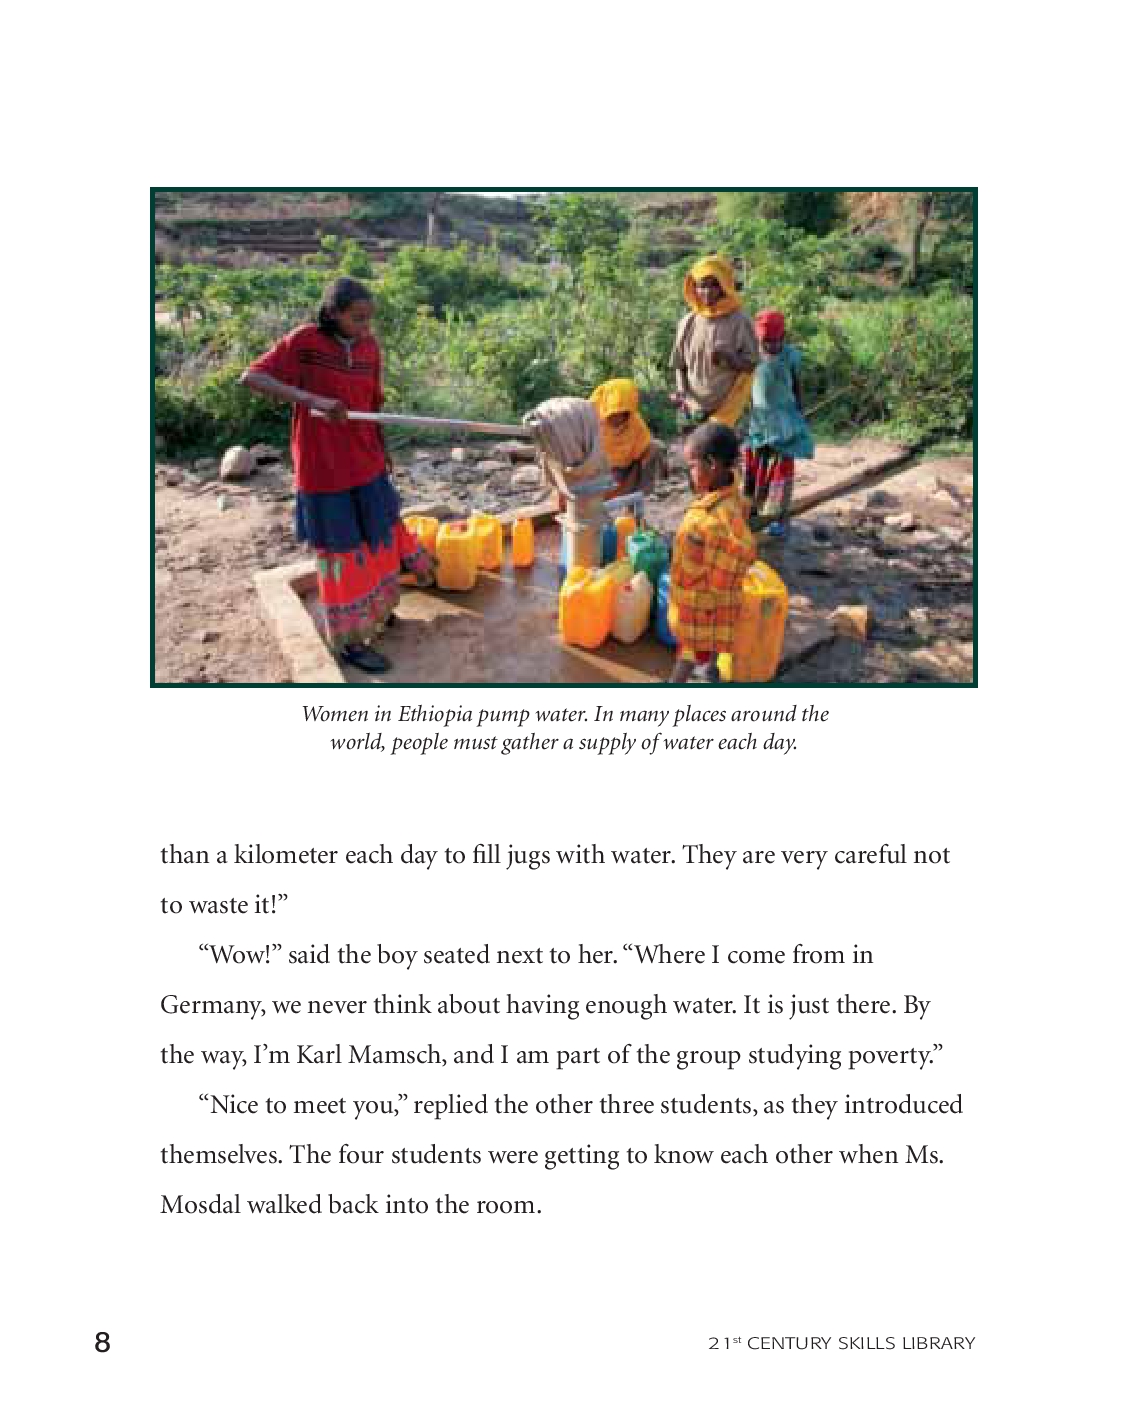 Women in Ethiopia pump water. In many places around the
world, people must gather a supply of water each day.
than a kilometer each day to fill jugs with water. They are very careful not
to waste it!”
“Wow!” said the boy seated next to her. “Where I come from in
Germany, we never think about having enough water. It is just there. By
the way, I’m Karl Mamsch, and I am part of the group studying poverty.”
“Nice to meet you,” replied the other three students, as they introduced
themselves. The four students were getting to know each other when Ms.
Mosdal walked back into the room.
8
21st CENTURY SKILLS LIBRARY